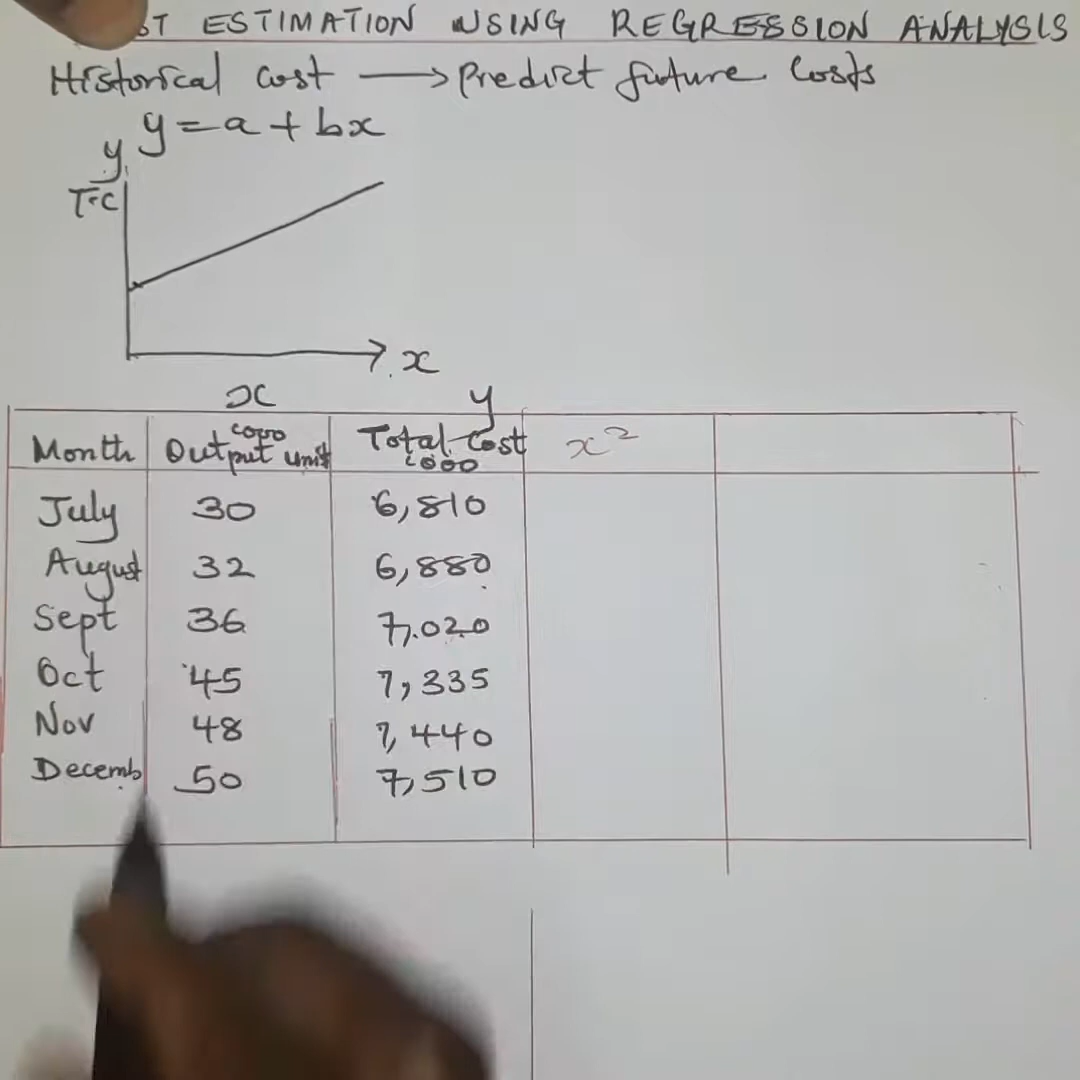 ST ESTIMATION USING REGRESSION ANALYSIS
Historical cost → Predict future Costs
y = a + bx
y
T.C
x
x y
Month Output unit '000 Total Cost '000 x²
July 30 6,810
August 32 6,880
Sept 36 7,020
Oct 45 7,335
Nov 48 7,440
Decemb 50 7,510